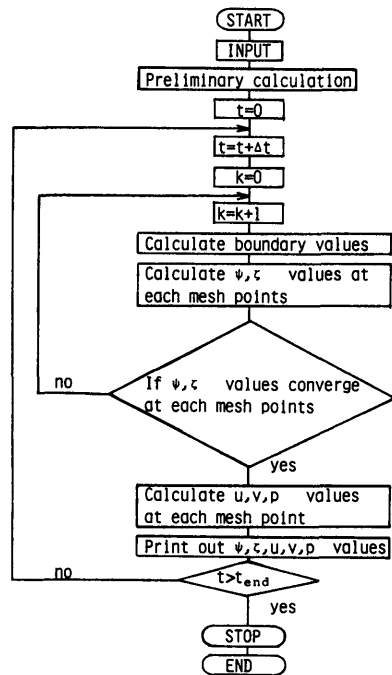 START
INPUT
Preliminary calculation
t=0
t=t+Δt
k=0
k=k+1
Calculate boundary values
Calculate ψ,ζ values at
each mesh points
If ψ,ζ values converge
at each mesh points
no
yes
Calculate u,v,p values
at each mesh point
Print out ψ,ζ,u,v,p values
t>tend
no
yes
STOP
END